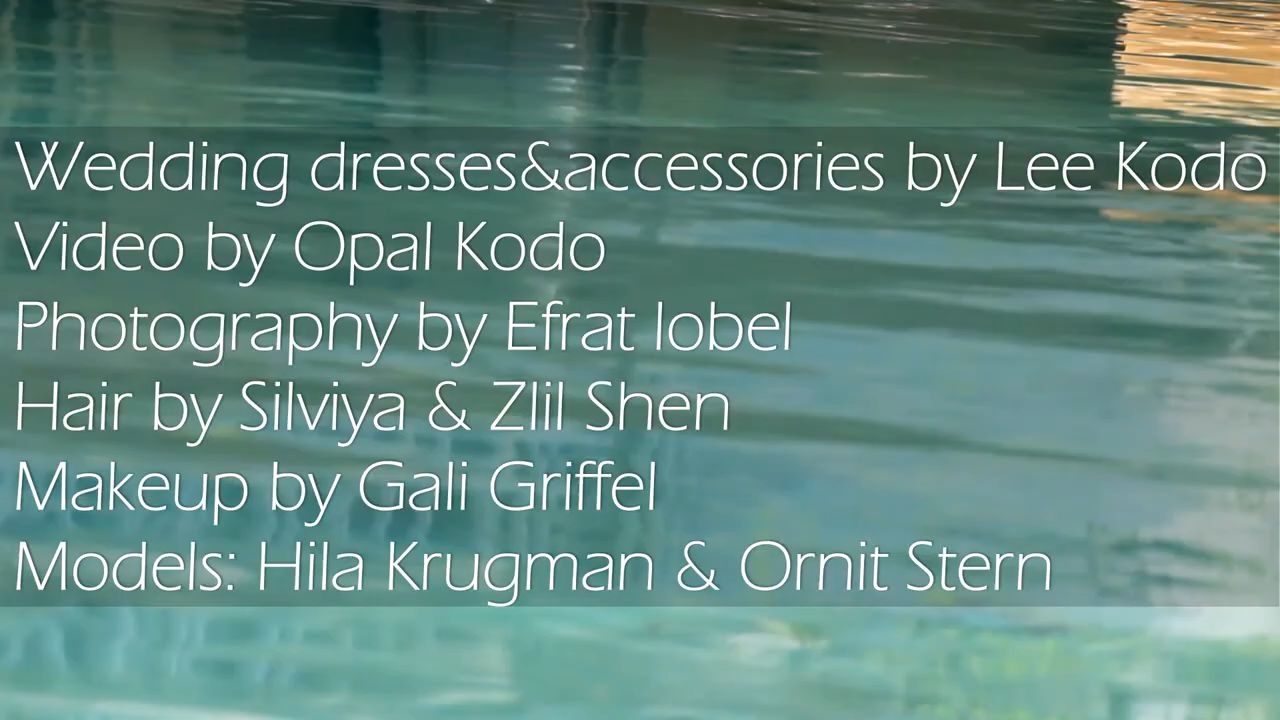 Wedding dresses&accessories by Lee Kodo
Video by Opal Kodo
Photography by Efrat Iobel
Hair by Silviya & Zlil Shen
Makeup by Gali Griffel
Models: Hila Krugman & Ornit Stern